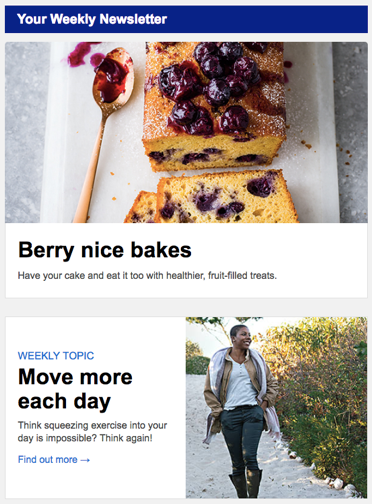 Your Weekly Newsletter
Berry nice bakes
Have your cake and eat it too with healthier, fruit-filled treats.
WEEKLY TOPIC
Move more
each day
Think squeezing exercise into your
day is impossible? Think again!
Find out more →